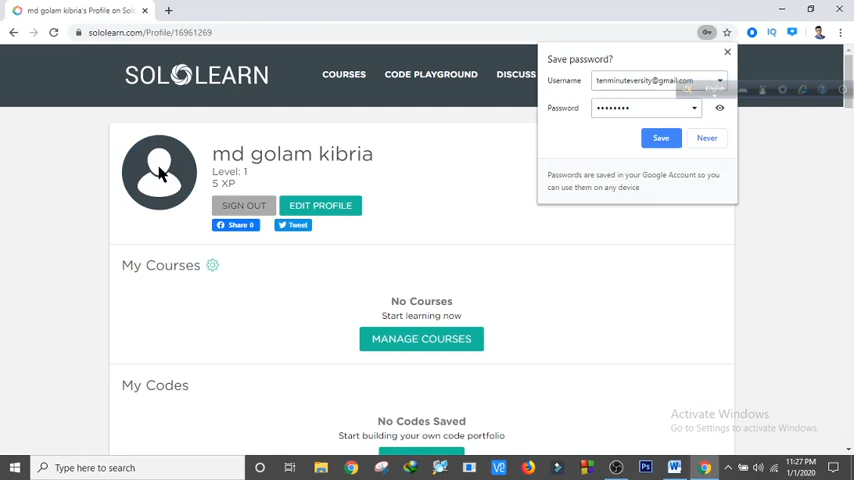 md golam kibria's Profile on Solo
sololearn.com/Profile/16961269
SOLOLEARN
COURSES
CODE PLAYGROUND
DISCUSS
Save password?
Username
tenminuteversity@gmail.com
English
Password
••••••••
Save
Never
Passwords are saved in your Google Account so you
can use them on any device
md golam kibria
Level: 1
5 XP
SIGN OUT
EDIT PROFILE
Share 0
Tweet
My Courses
No Courses
Start learning now
MANAGE COURSES
My Codes
No Codes Saved
Start building your own code portfolio
Activate Windows
Go to Settings to activate Windows.
Type here to search
11:27 PM
1/1/2020